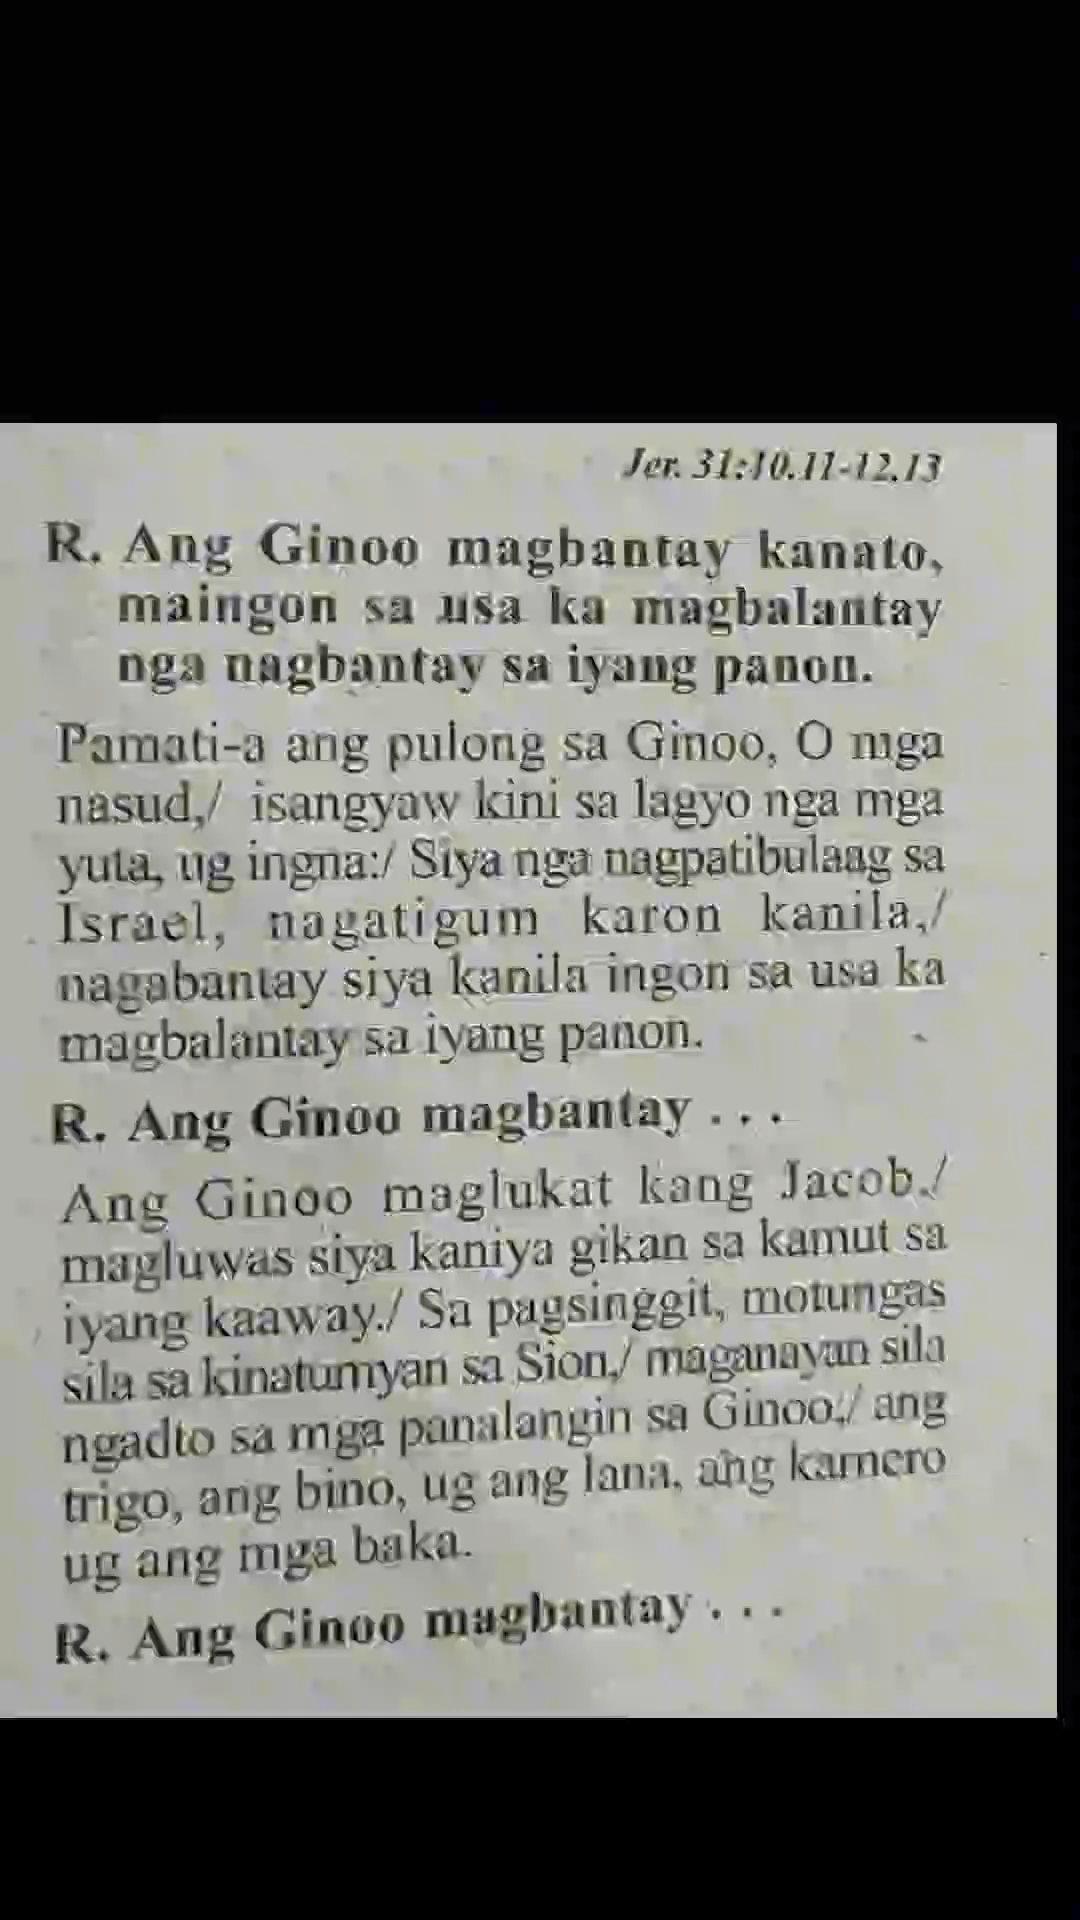 Jer. 31:10.11-12.13
R. Ang Ginoo magbantay kanato,
maingon sa usa ka magbalantay
nga nagbantay sa iyang panon.
Pamati-a ang pulong sa Ginoo, O mga
nasud,/ isangyaw kini sa lagyo nga mga
yuta, ug ingna:/ Siya nga nagpatibulaag sa
Israel, nagatigum karon kanila,/
nagabantay siya kanila ingon sa usa ka
magbalantay sa iyang panon.
R. Ang Ginoo magbantay . . .
Ang Ginoo maglukat kang Jacob./
magluwas siya kaniya gikan sa kamut sa
iyang kaaway./ Sa pagsinggit, motungas
sila sa kinatumyan sa Sion,/ maganayan sila
ngadto sa mga panalangin sa Ginoo;/ ang
trigo, ang bino, ug ang lana, ang karnero
ug ang mga baka.
R. Ang Ginoo magbantay . . .